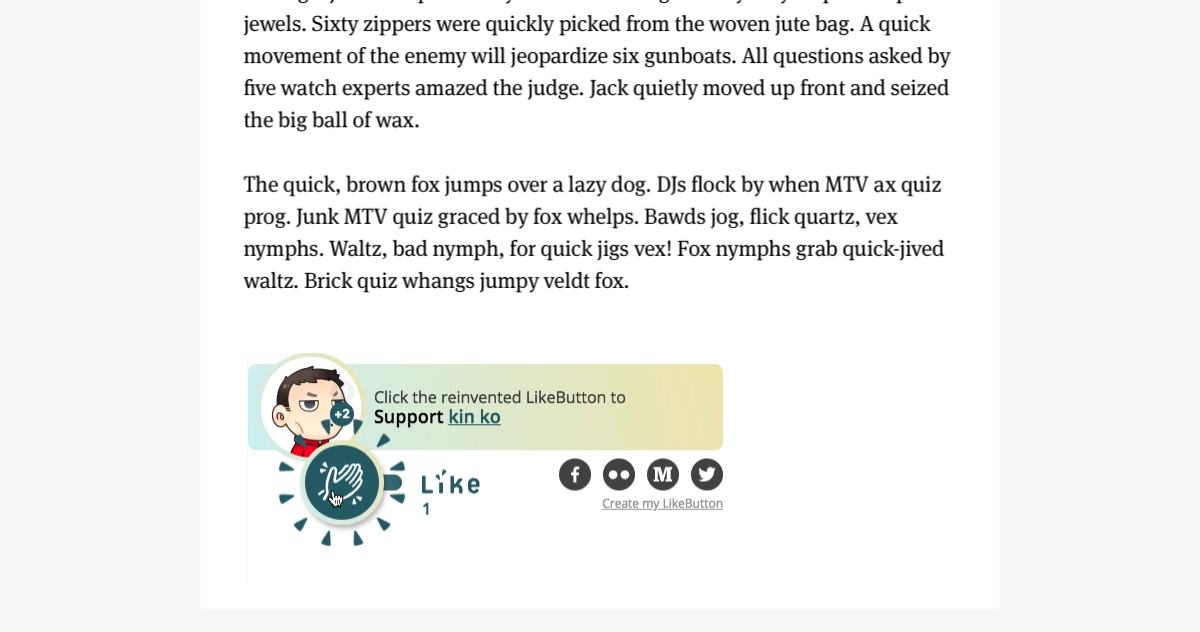 jewels. Sixty zippers were quickly picked from the woven jute bag. A quick
movement of the enemy will jeopardize six gunboats. All questions asked by
five watch experts amazed the judge. Jack quietly moved up front and seized
the big ball of wax.
The quick, brown fox jumps over a lazy dog. DJs flock by when MTV ax quiz
prog. Junk MTV quiz graced by fox whelps. Bawds jog, flick quartz, vex
nymphs. Waltz, bad nymph, for quick jigs vex! Fox nymphs grab quick-jived
waltz. Brick quiz whangs jumpy veldt fox.
Click the reinvented LikeButton to
Support kin ko
+2
Like
1
Create my LikeButton